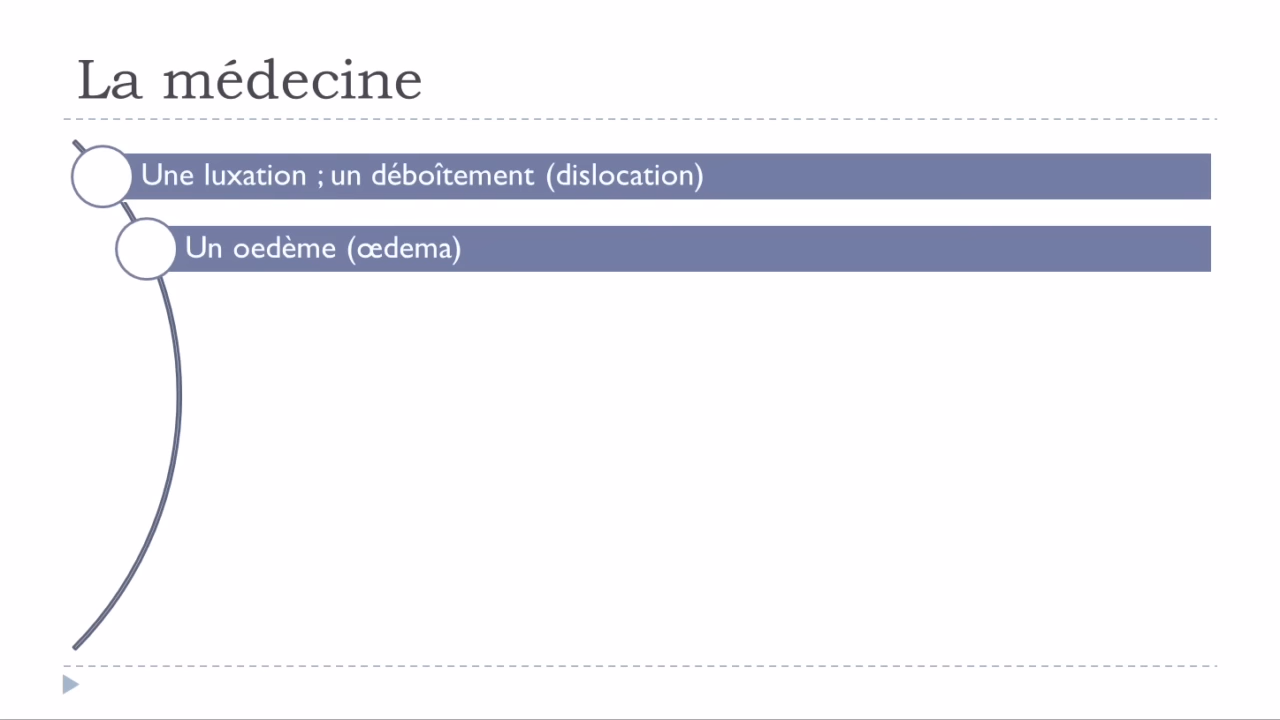 La médecine
Une luxation ; un déboîtement (dislocation)
Un oedème (œdema)